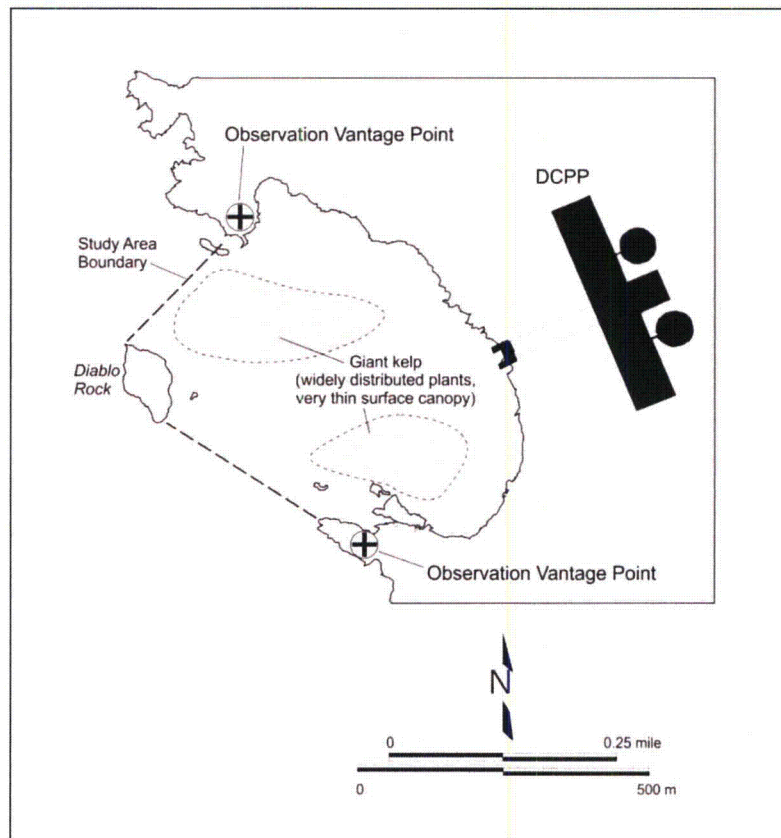 Observation Vantage Point
DCPP
Study Area
Boundary
Diablo
Rock
Giant kelp
(widely distributed plants,
very thin surface canopy)
Observation Vantage Point
N
0 0.25 mile
0 500 m